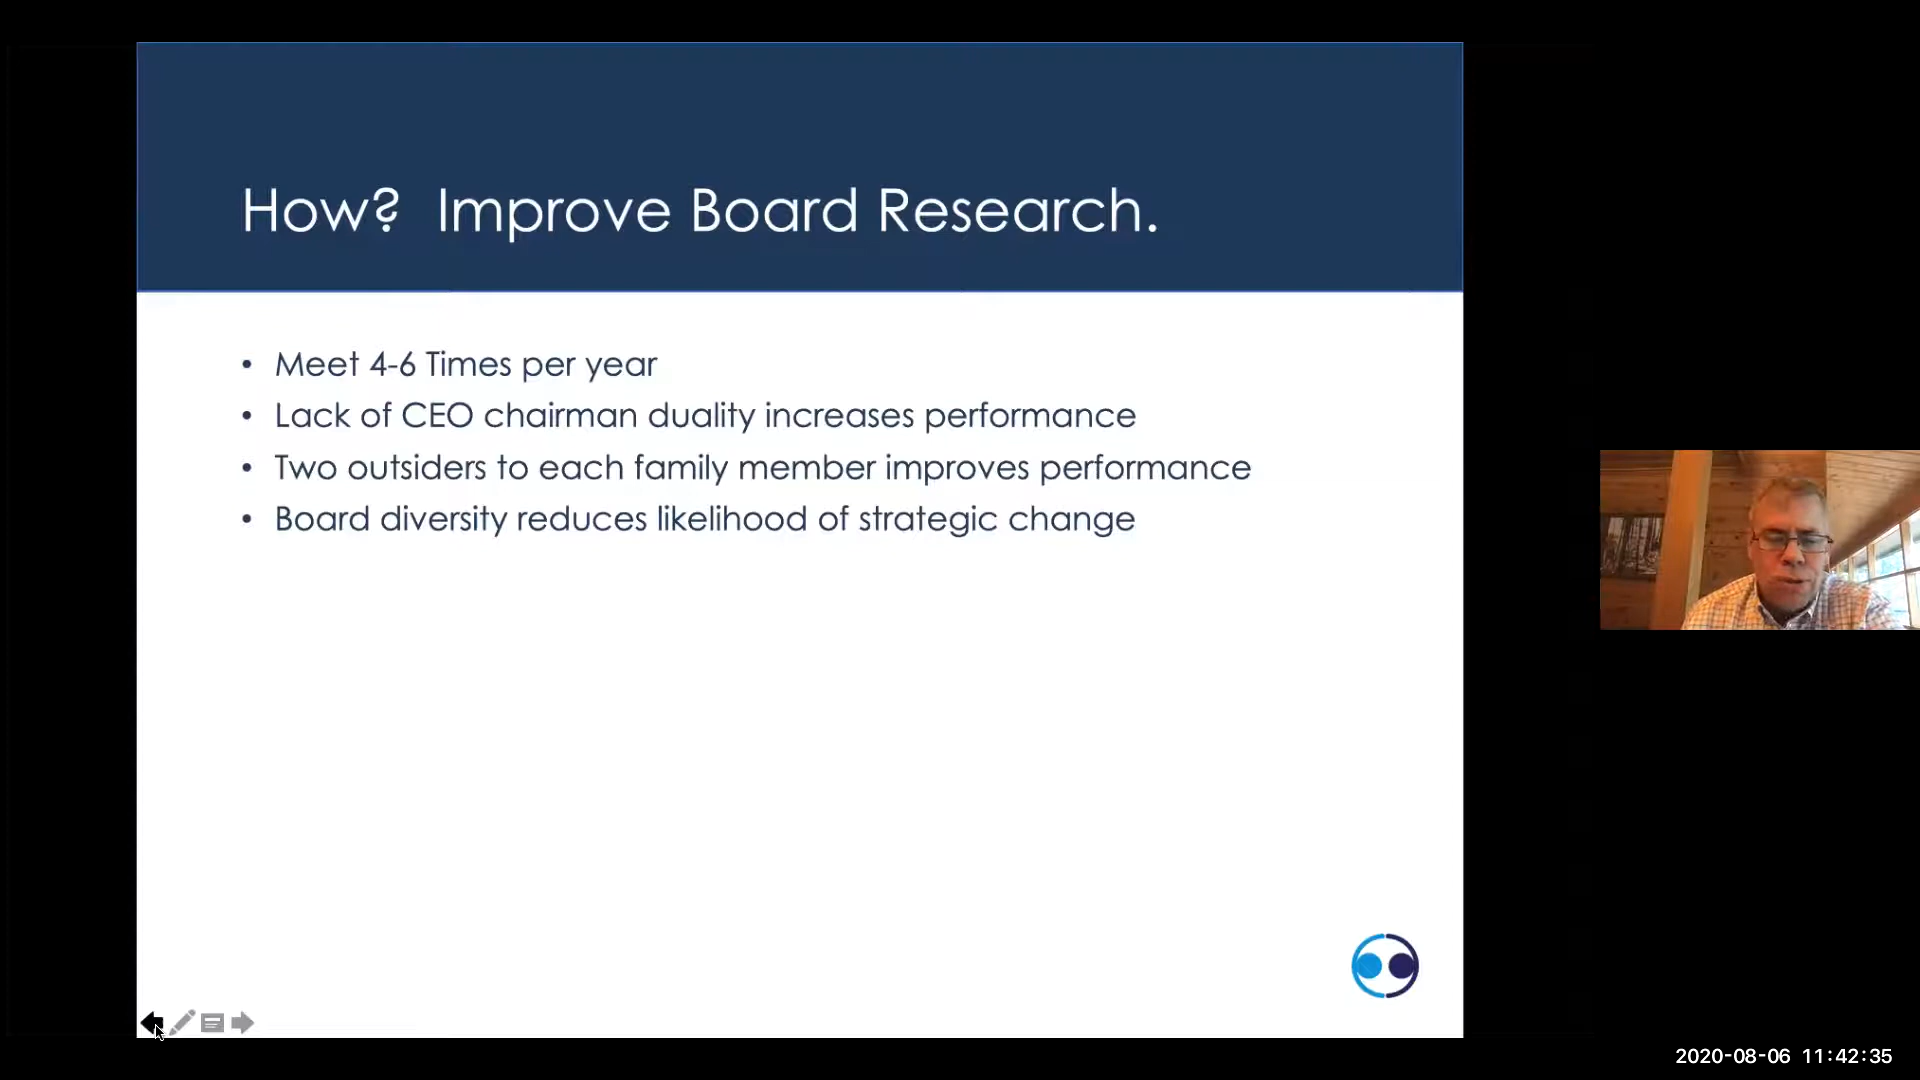 How? Improve Board Research.
• Meet 4-6 Times per year
• Lack of CEO chairman duality increases performance
• Two outsiders to each family member improves performance
• Board diversity reduces likelihood of strategic change
2020-08-06 11:42:35